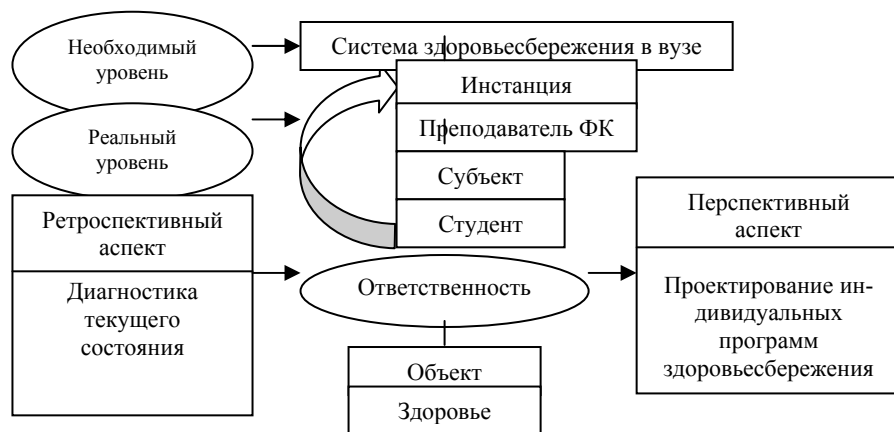 Необходимый
уровень
Система здоровьесбережения в вузе
Инстанция
Реальный
уровень
Преподаватель ФК
Субъект
Студент
Ретроспективный
аспект
Диагностика
текущего
состояния
Ответственность
Перспективный
аспект
Проектирование ин-
дивидуальных
программ
здоровьесбережения
Объект
Здоровье